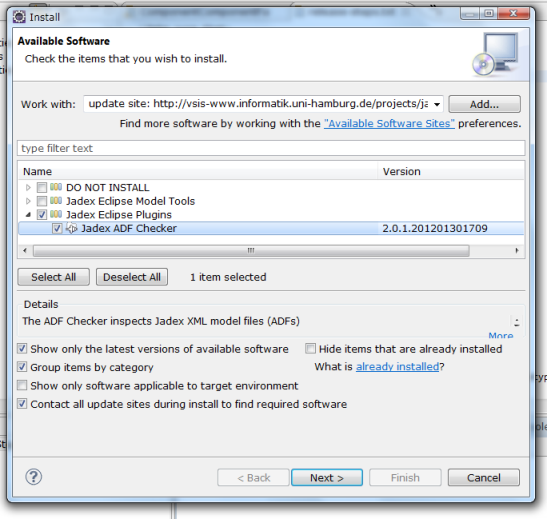 Install
Available Software
Check the items that you wish to install.
Work with: update site: http://vsis-www.informatik.uni-hamburg.de/projects/ja Add...
Find more software by working with the "Available Software Sites" preferences.
type filter text
Name Version
DO NOT INSTALL
Jadex Eclipse Model Tools
Jadex Eclipse Plugins
Jadex ADF Checker 2.0.1.201201301709
Select All Deselect All 1 item selected
Details
The ADF Checker inspects Jadex XML model files (ADFs)
More
Show only the latest versions of available software Hide items that are already installed
Group items by category What is already installed?
Show only software applicable to target environment
Contact all update sites during install to find required software
? < Back Next > Finish Cancel